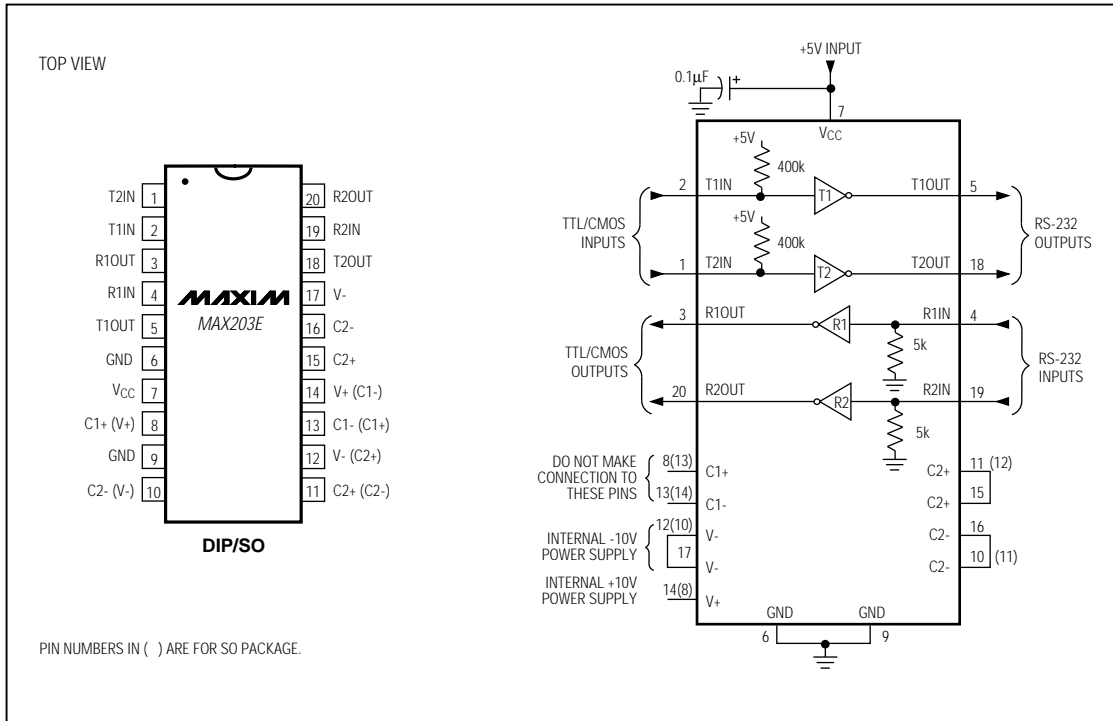 TOP VIEW
T2IN 1
T1IN 2
R1OUT 3
R1IN 4
T1OUT 5
GND 6
VCC 7
C1+ (V+) 8
GND 9
C2- (V-) 10
20 R2OUT
19 R2IN
18 T2OUT
17 V-
16 C2-
15 C2+
14 V+ (C1-)
13 C1- (C1+)
12 V- (C2+)
11 C2+ (C2-)
MAXIM
MAX203E
DIP/SO
PIN NUMBERS IN ( ) ARE FOR SO PACKAGE.
+5V INPUT
0.1µF +
7
VCC
+5V
400k
2 T1IN T1 T1OUT 5
TTL/CMOS
INPUTS
+5V
400k
RS-232
OUTPUTS
1 T2IN T2 T2OUT 18
3 R1OUT R1 R1IN 4
5k
TTL/CMOS
OUTPUTS
RS-232
INPUTS
20 R2OUT R2 R2IN 19
5k
DO NOT MAKE
CONNECTION TO
THESE PINS
8(13) C1+
13(14) C1-
C2+ 11 (12)
C2+ 15
INTERNAL -10V
POWER SUPPLY
12(10) V-
17 V-
C2- 16
C2- 10 (11)
INTERNAL +10V
POWER SUPPLY
14(8) V+
GND GND
6 9